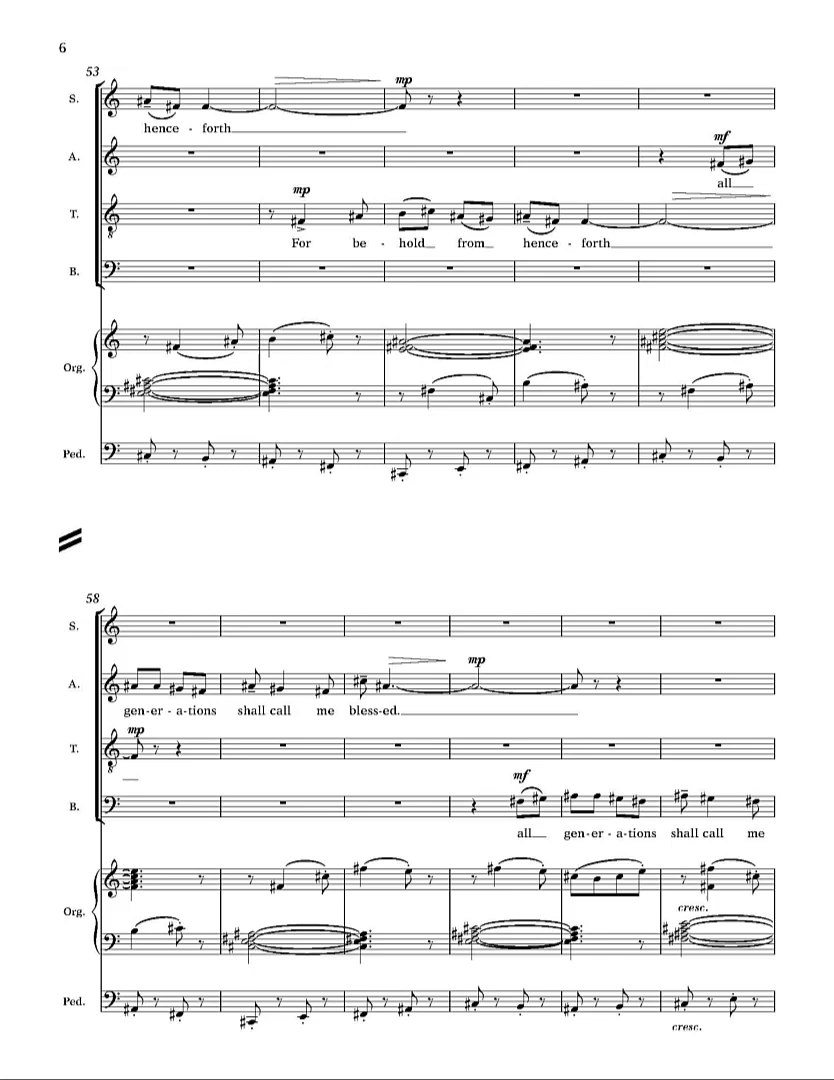 6
53
mp
S.
hence - forth
mf
A.
all
mp
T.
For be - hold from hence - forth
B.
Org.
Ped.
58
S.
mp
A.
gen-er - a-tions shall call me bless-ed.
mp
T.
mf
B.
all gen-er - a-tions shall call me
Org.
cresc.
Ped.
cresc.